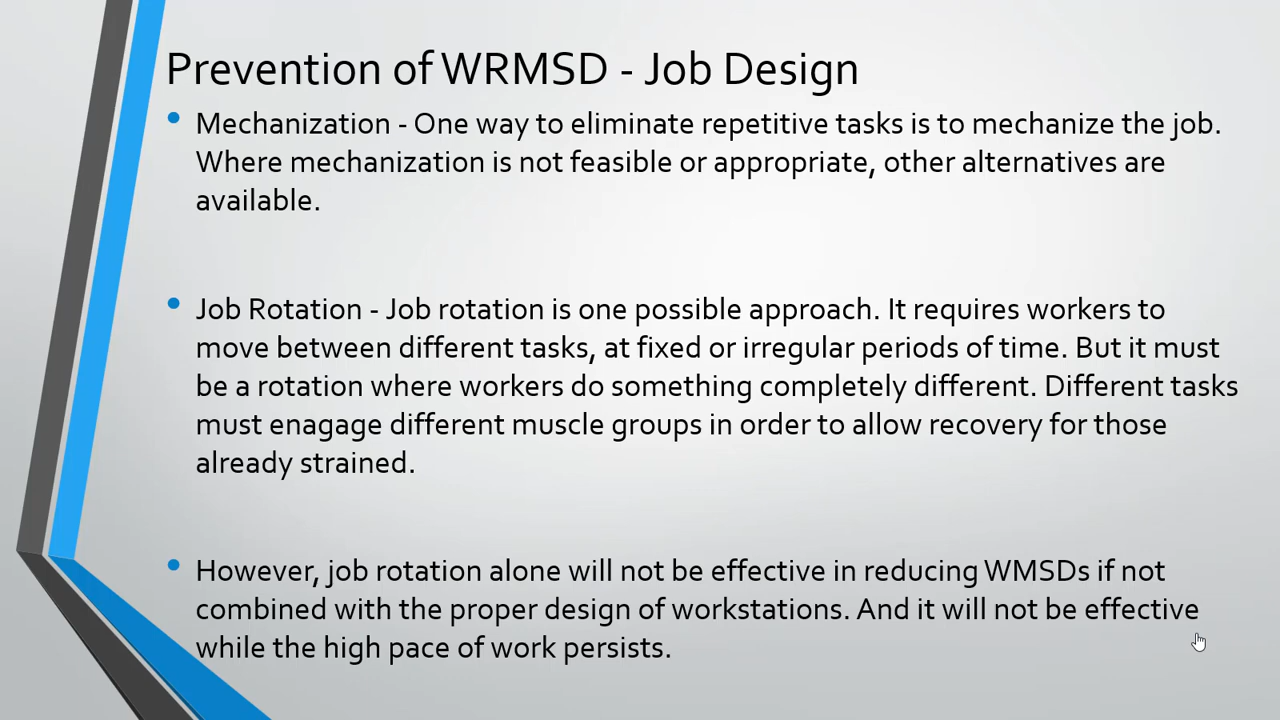 Prevention of WRMSD - Job Design
Mechanization - One way to eliminate repetitive tasks is to mechanize the job.
Where mechanization is not feasible or appropriate, other alternatives are
available.
Job Rotation - Job rotation is one possible approach. It requires workers to
move between different tasks, at fixed or irregular periods of time. But it must
be a rotation where workers do something completely different. Different tasks
must enagage different muscle groups in order to allow recovery for those
already strained.
However, job rotation alone will not be effective in reducing WMSDs if not
combined with the proper design of workstations. And it will not be effective
while the high pace of work persists.